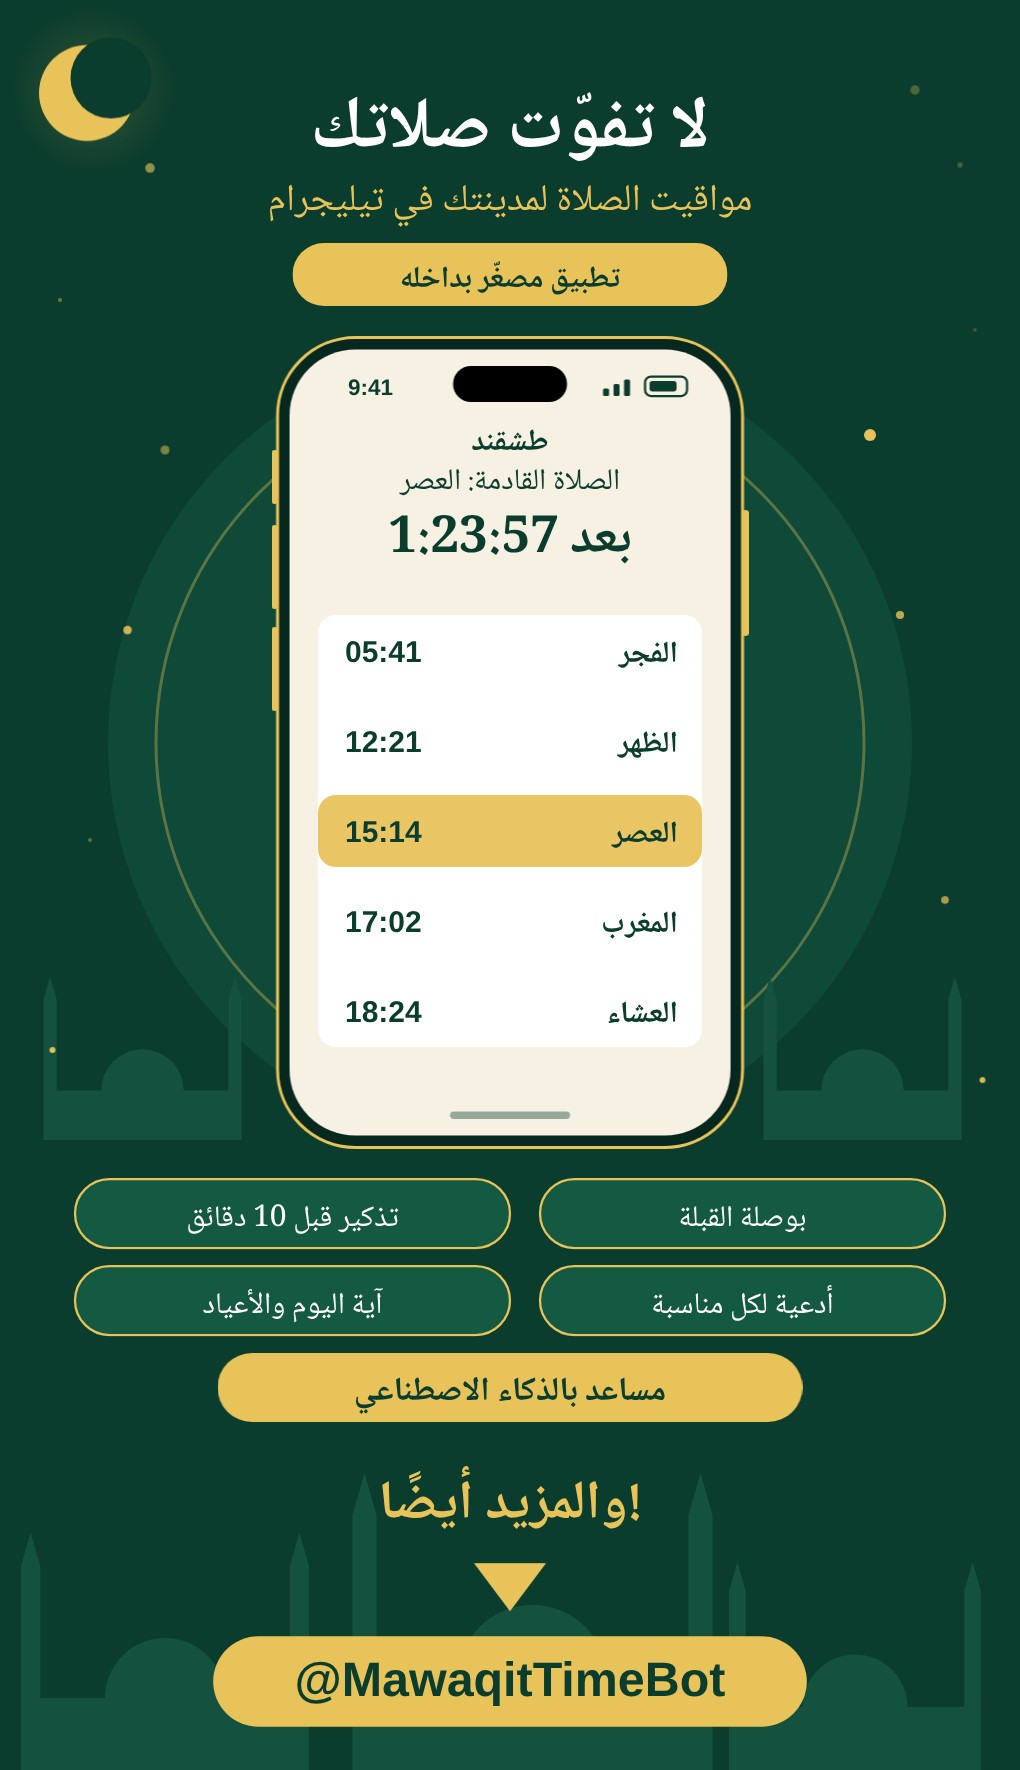 لا تفوّت صلاتك
مواقيت الصلاة لمدينتك في تيليجرام
تطبيق مصغّر بداخله
9:41
طشقند
الصلاة القادمة: العصر
بعد 1:23:57
الفجر 05:41
الظهر 12:21
العصر 15:14
المغرب 17:02
العشاء 18:24
بوصلة القبلة
تذكير قبل 10 دقائق
أدعية لكل مناسبة
آية اليوم والأعياد
مساعد بالذكاء الاصطناعي
!والمزيد أيضًا
@MawaqitTimeBot